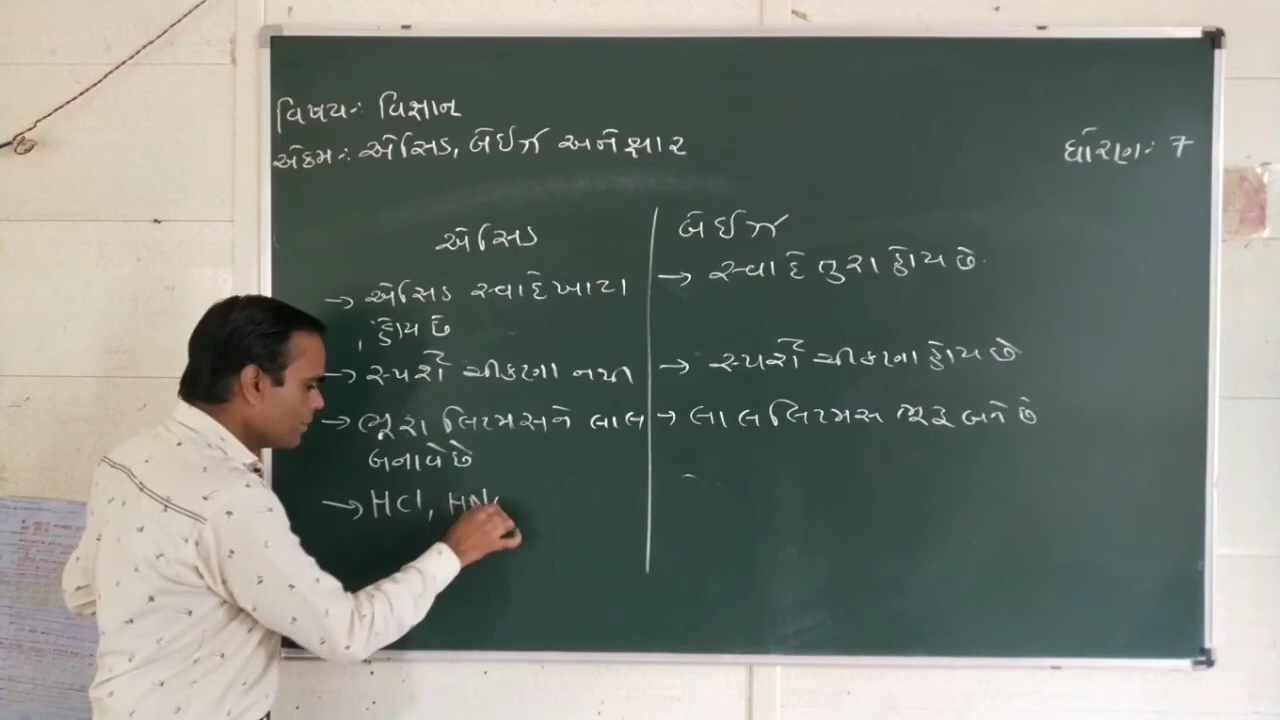 વિષય:- વિજ્ઞાન
એકમ:- એસિડ, બેઈઝ અને ક્ષાર
ધોરણ:- 7
એસિડ
→ એસિડ સ્વાદે ખાટા
હોય છે
→ સ્પર્શે ચીકણા નથી
→ ભૂરા લિટમસને લાલ
બનાવે છે
→ HCl, HN
બેઈઝ
→ સ્વાદે તુરા હોય છે.
→ સ્પર્શે ચીકણા હોય છે
→ લાલ લિટમસ ભૂરૂ બને છે